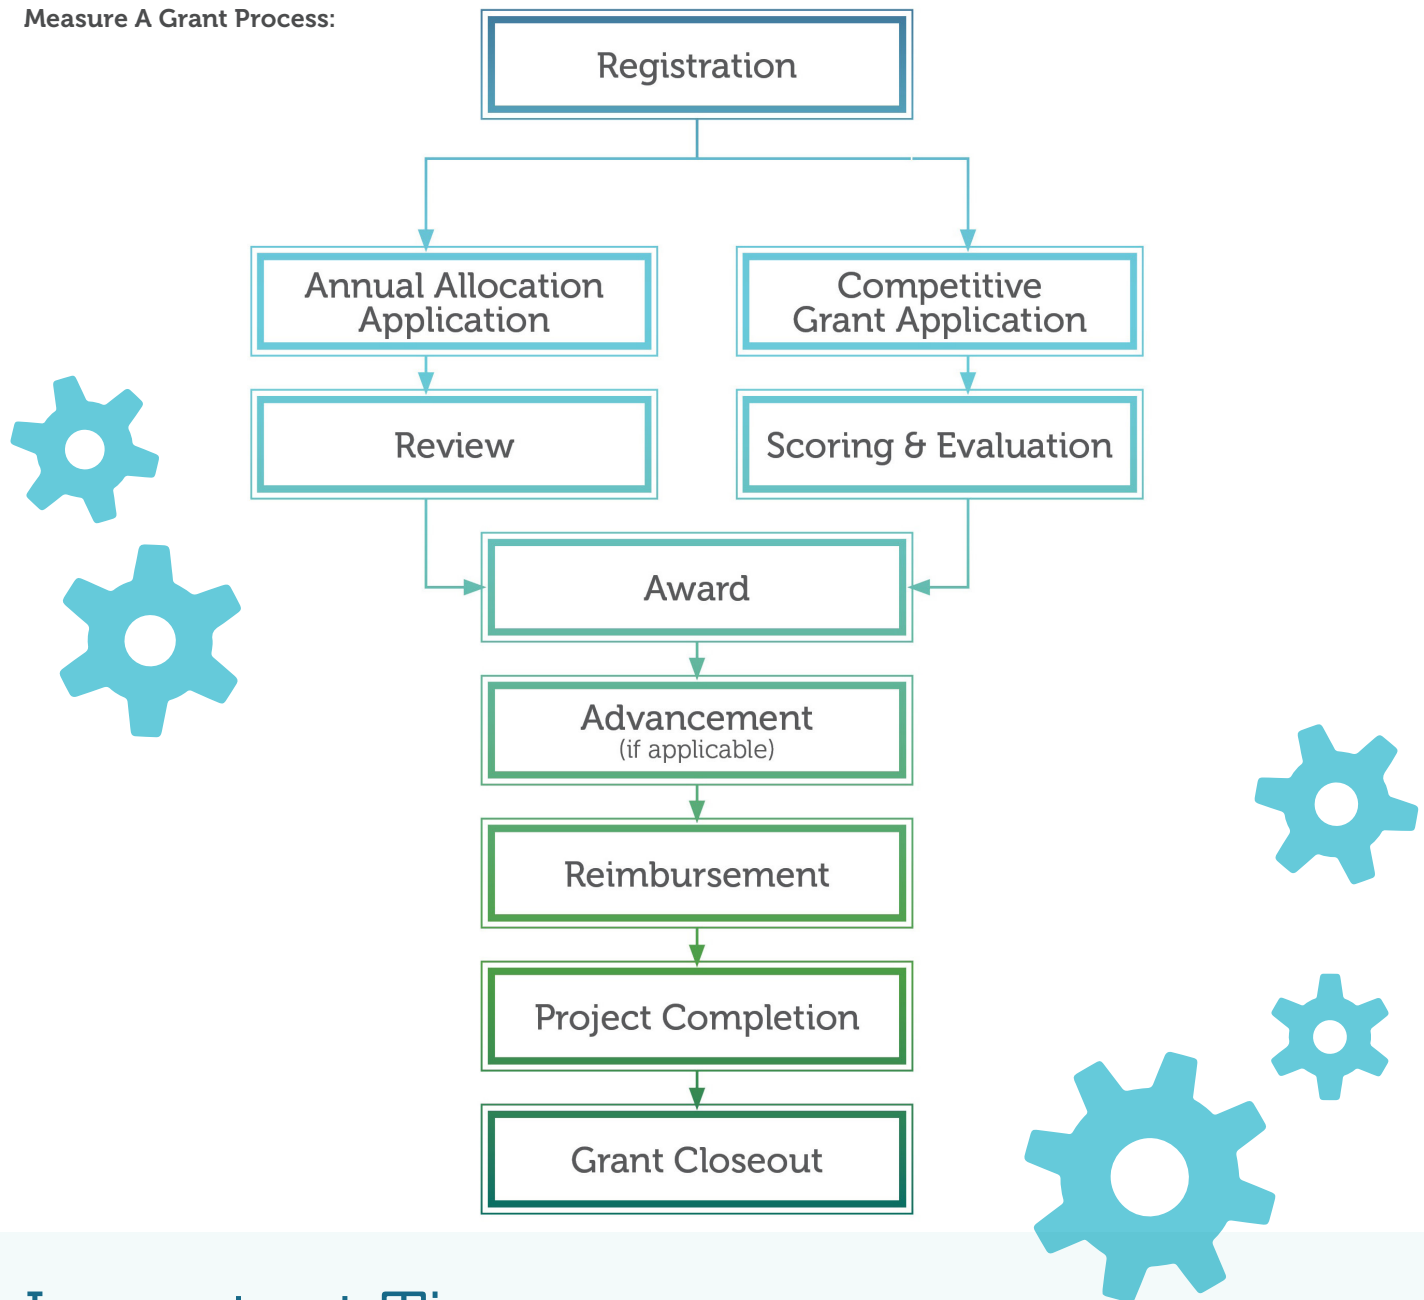 Measure A Grant Process:
Registration
Annual Allocation
Application
Competitive
Grant Application
Review
Scoring & Evaluation
Award
Advancement
(if applicable)
Reimbursement
Project Completion
Grant Closeout